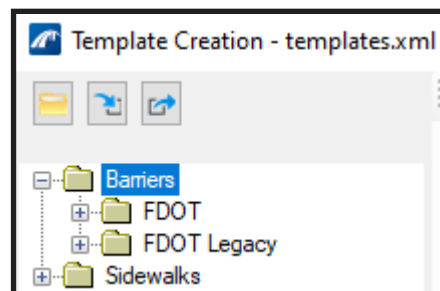 Template Creation - templates.xml
Barriers
FDOT
FDOT Legacy
Sidewalks